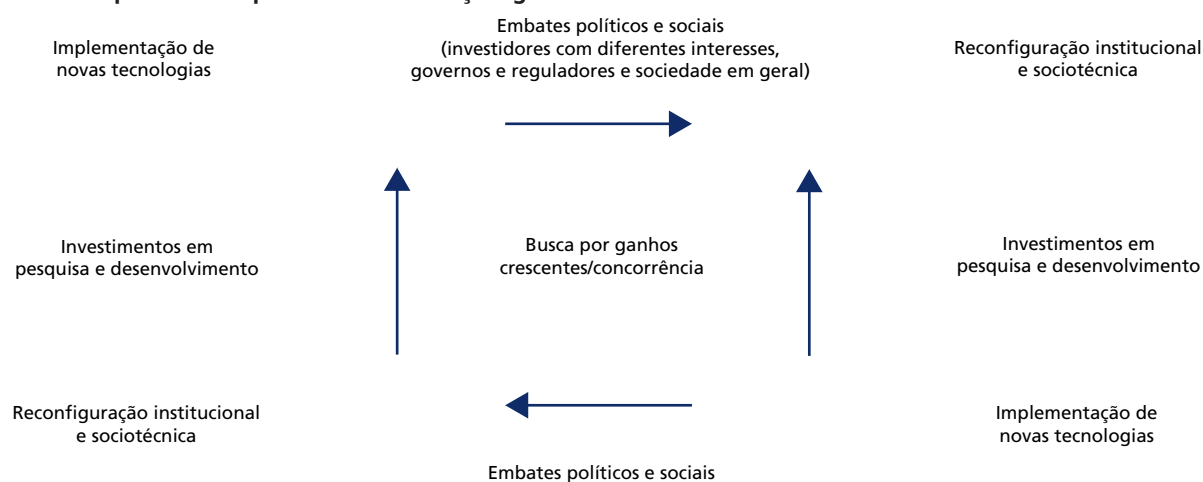 Embates políticos e sociais
(investidores com diferentes interesses,
governos e reguladores e sociedade em geral)
Implementação de
novas tecnologias
Reconfiguração institucional
e sociotécnica
Investimentos em
pesquisa e desenvolvimento
Busca por ganhos
crescentes/concorrência
Investimentos em
pesquisa e desenvolvimento
Reconfiguração institucional
e sociotécnica
Implementação de
novas tecnologias
Embates políticos e sociais